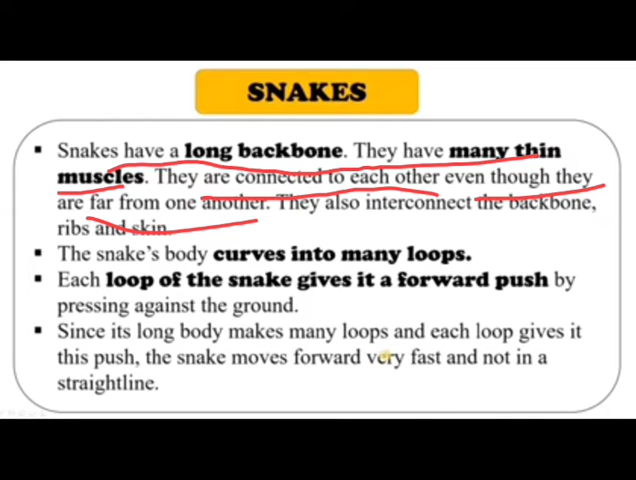 SNAKES
▪ Snakes have a long backbone. They have many thin
muscles. They are connected to each other even though they
are far from one another. They also interconnect the backbone,
ribs and skin.
▪ The snake's body curves into many loops.
▪ Each loop of the snake gives it a forward push by
pressing against the ground.
▪ Since its long body makes many loops and each loop gives it
this push, the snake moves forward very fast and not in a
straightline.